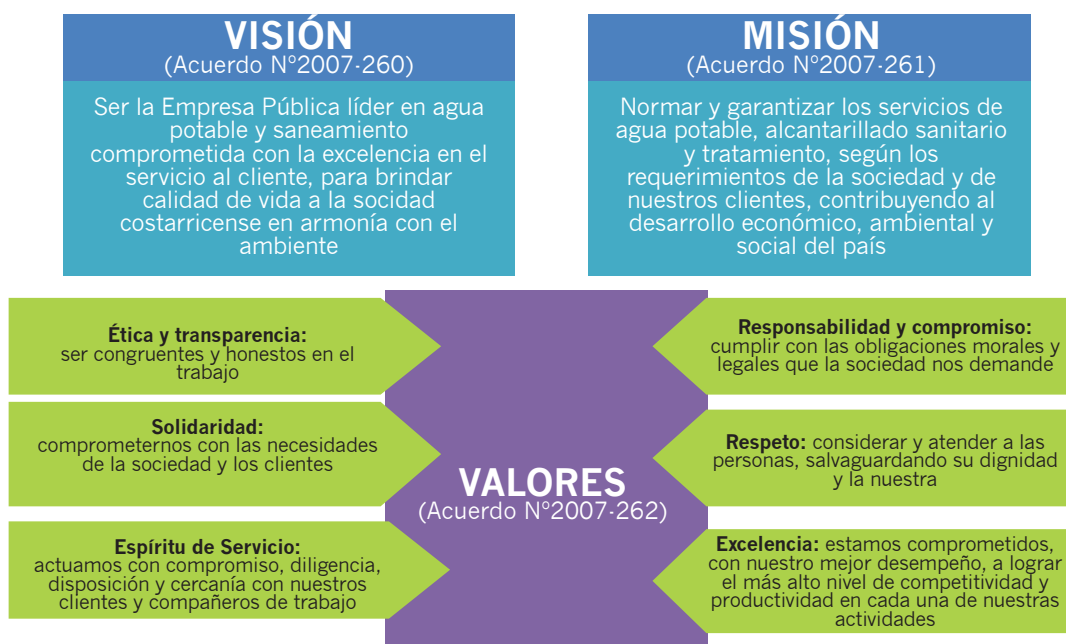 VISIÓN
(Acuerdo N°2007-260)
Ser la Empresa Pública líder en agua
potable y saneamiento
comprometida con la excelencia en el
servicio al cliente, para brindar
calidad de vida a la socidad
costarricense en armonía con el
ambiente
MISIÓN
(Acuerdo N°2007-261)
Normar y garantizar los servicios de
agua potable, alcantarillado sanitario
y tratamiento, según los
requerimientos de la sociedad y de
nuestros clientes, contribuyendo al
desarrollo económico, ambiental y
social del país
Ética y transparencia:
ser congruentes y honestos en el
trabajo
Solidaridad:
comprometernos con las necesidades
de la sociedad y los clientes
Espíritu de Servicio:
actuamos con compromiso, diligencia,
disposición y cercanía con nuestros
clientes y compañeros de trabajo
VALORES
(Acuerdo N°2007-262)
Responsabilidad y compromiso:
cumplir con las obligaciones morales y
legales que la sociedad nos demande
Respeto: considerar y atender a las
personas, salvaguardando su dignidad
y la nuestra
Excelencia: estamos comprometidos,
con nuestro mejor desempeño, a lograr
el más alto nivel de competitividad y
productividad en cada una de nuestras
actividades